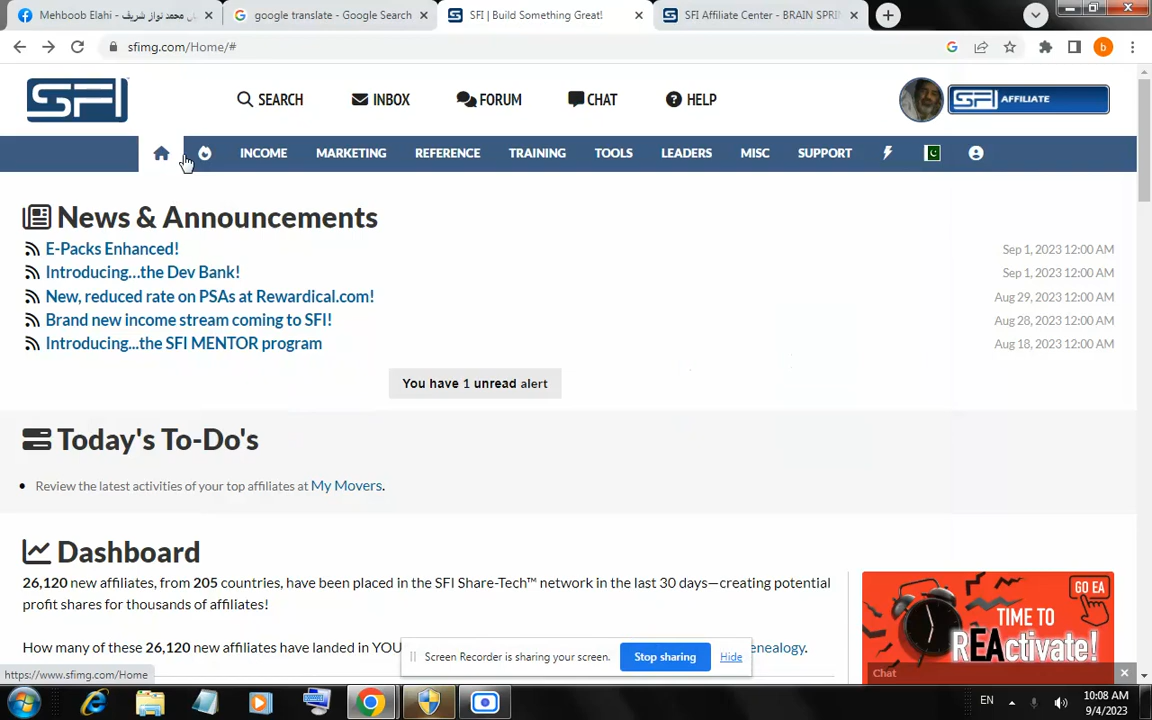 Mehboob Elahi - یں محمد نواز شریف
google translate - Google Search
SFI | Build Something Great!
SFI Affiliate Center - BRAIN SPRI
sfimg.com/Home/#
b
SFI
SEARCH
INBOX
FORUM
CHAT
HELP
SFI AFFILIATE
INCOME
MARKETING
REFERENCE
TRAINING
TOOLS
LEADERS
MISC
SUPPORT
News & Announcements
E-Packs Enhanced! Sep 1, 2023 12:00 AM
Introducing...the Dev Bank! Sep 1, 2023 12:00 AM
New, reduced rate on PSAs at Rewardical.com! Aug 29, 2023 12:00 AM
Brand new income stream coming to SFI! Aug 28, 2023 12:00 AM
Introducing...the SFI MENTOR program Aug 18, 2023 12:00 AM
You have 1 unread alert
Today's To-Do's
Review the latest activities of your top affiliates at My Movers.
Dashboard
26,120 new affiliates, from 205 countries, have been placed in the SFI Share-Tech™ network in the last 30 days—creating potential
profit shares for thousands of affiliates!
How many of these 26,120 new affiliates have landed in YOU
enealogy.
GO EA
TIME TO
REActivate!
Chat
Screen Recorder is sharing your screen.
Stop sharing
Hide
https://www.sfimg.com/Home
EN
10:08 AM
9/4/2023